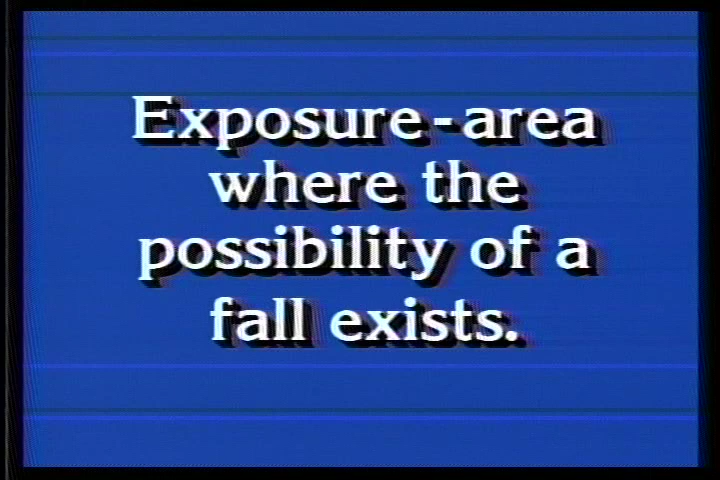 Exposure-area
where the
possibility of a
fall exists.